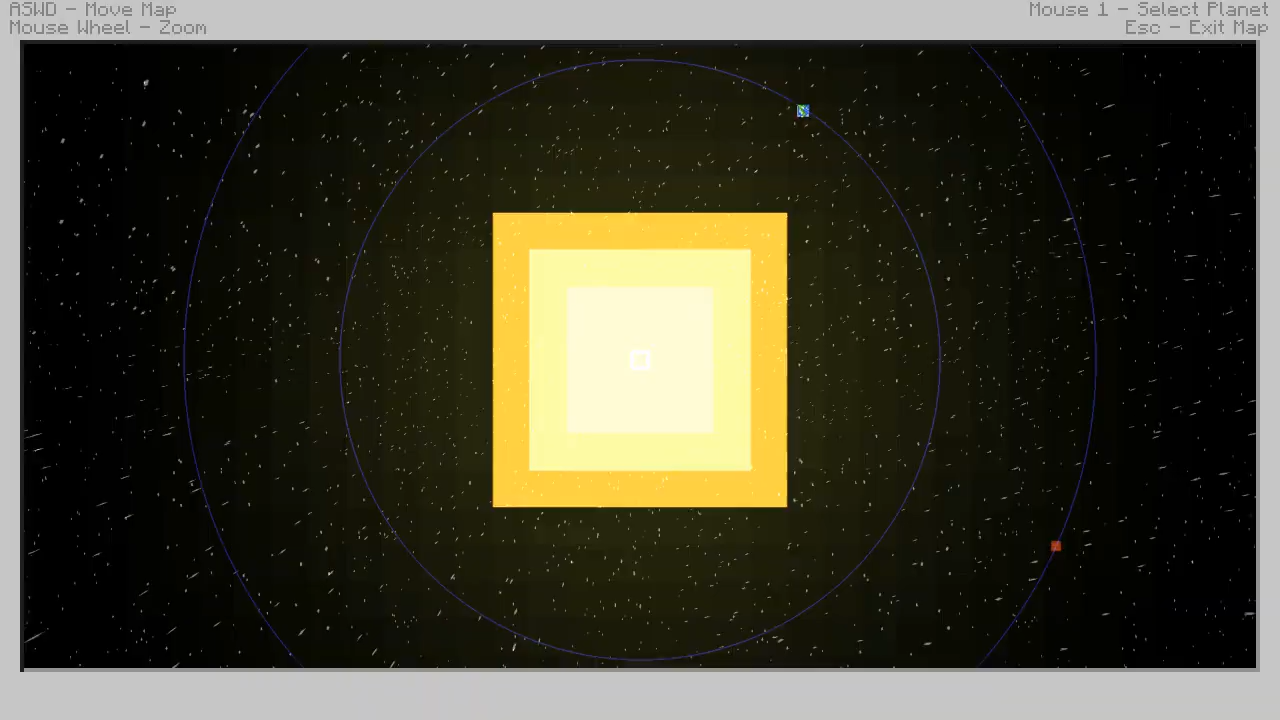 ASWD - Move Map
Mouse Wheel - Zoom
Mouse 1 - Select Planet
Esc - Exit Map